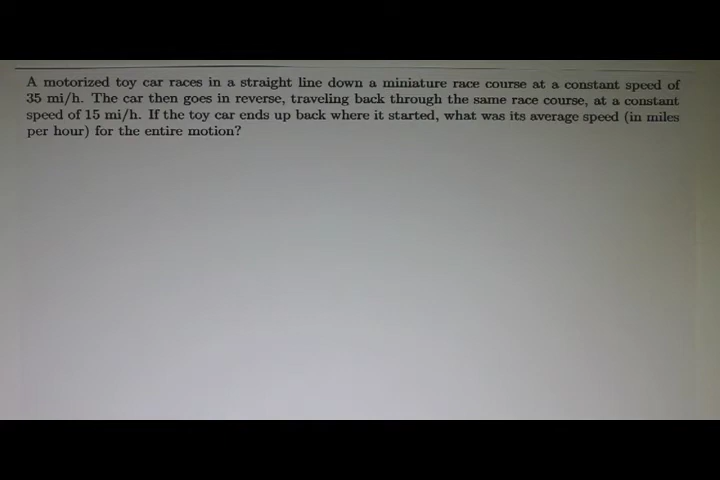 A motorized toy car races in a straight line down a miniature race course at a constant speed of
35 mi/h. The car then goes in reverse, traveling back through the same race course, at a constant
speed of 15 mi/h. If the toy car ends up back where it started, what was its average speed (in miles
per hour) for the entire motion?